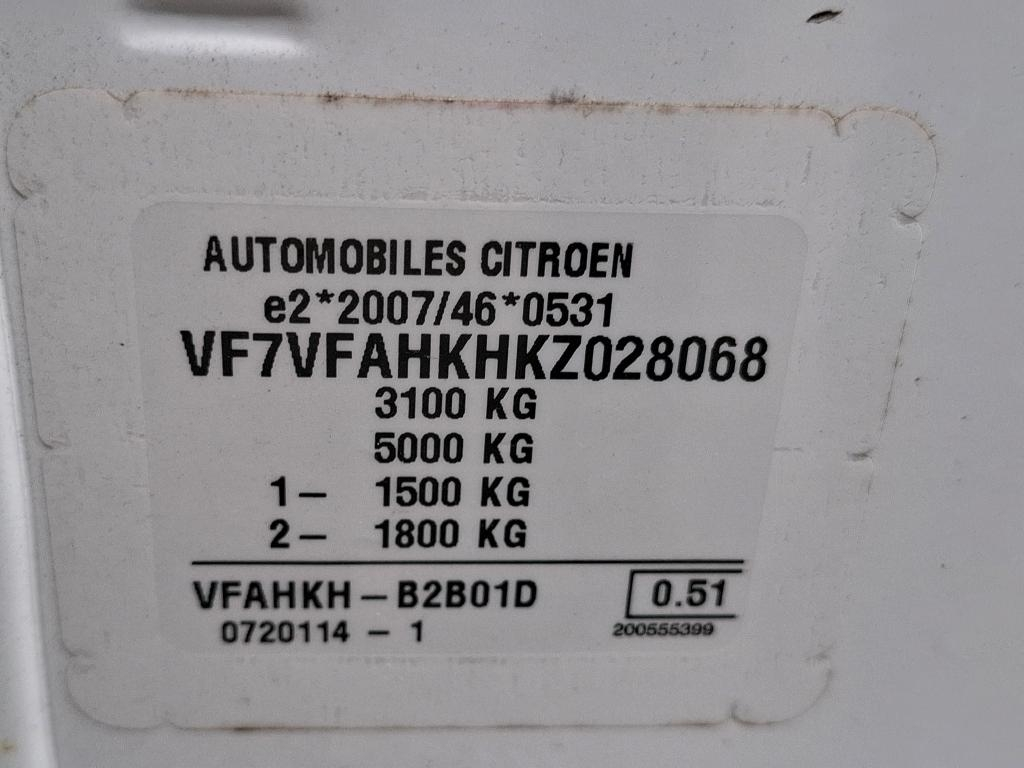 AUTOMOBILES CITROEN
e2*2007/46*0531
VF7VFAHKHKZ028068
3100 KG
5000 KG
1– 1500 KG
2– 1800 KG
VFAHKH – B2B01D 0.51
0720114 – 1 200555399